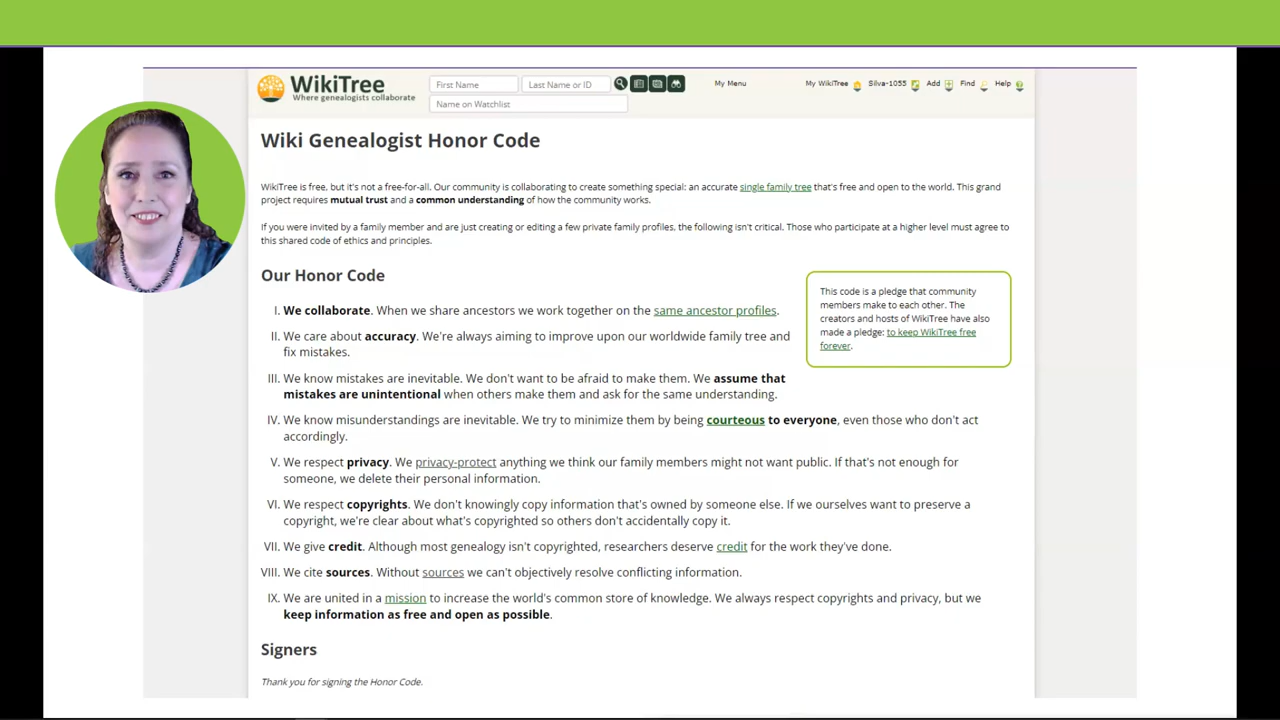 WikiTree
Where genealogists collaborate
First Name
Last Name or ID
Name on Watchlist
My Menu
My WikiTree
Silva-1055
Add
Find
Help
Wiki Genealogist Honor Code
WikiTree is free, but it's not a free-for-all. Our community is collaborating to create something special: an accurate single family tree that's free and open to the world. This grand
project requires mutual trust and a common understanding of how the community works.
If you were invited by a family member and are just creating or editing a few private family profiles, the following isn't critical. Those who participate at a higher level must agree to
this shared code of ethics and principles.
Our Honor Code
I. We collaborate. When we share ancestors we work together on the same ancestor profiles.
II. We care about accuracy. We're always aiming to improve upon our worldwide family tree and
fix mistakes.
III. We know mistakes are inevitable. We don't want to be afraid to make them. We assume that
mistakes are unintentional when others make them and ask for the same understanding.
IV. We know misunderstandings are inevitable. We try to minimize them by being courteous to everyone, even those who don't act
accordingly.
V. We respect privacy. We privacy-protect anything we think our family members might not want public. If that's not enough for
someone, we delete their personal information.
VI. We respect copyrights. We don't knowingly copy information that's owned by someone else. If we ourselves want to preserve a
copyright, we're clear about what's copyrighted so others don't accidentally copy it.
VII. We give credit. Although most genealogy isn't copyrighted, researchers deserve credit for the work they've done.
VIII. We cite sources. Without sources we can't objectively resolve conflicting information.
IX. We are united in a mission to increase the world's common store of knowledge. We always respect copyrights and privacy, but we
keep information as free and open as possible.
This code is a pledge that community
members make to each other. The
creators and hosts of WikiTree have also
made a pledge: to keep WikiTree free
forever.
Signers
Thank you for signing the Honor Code.